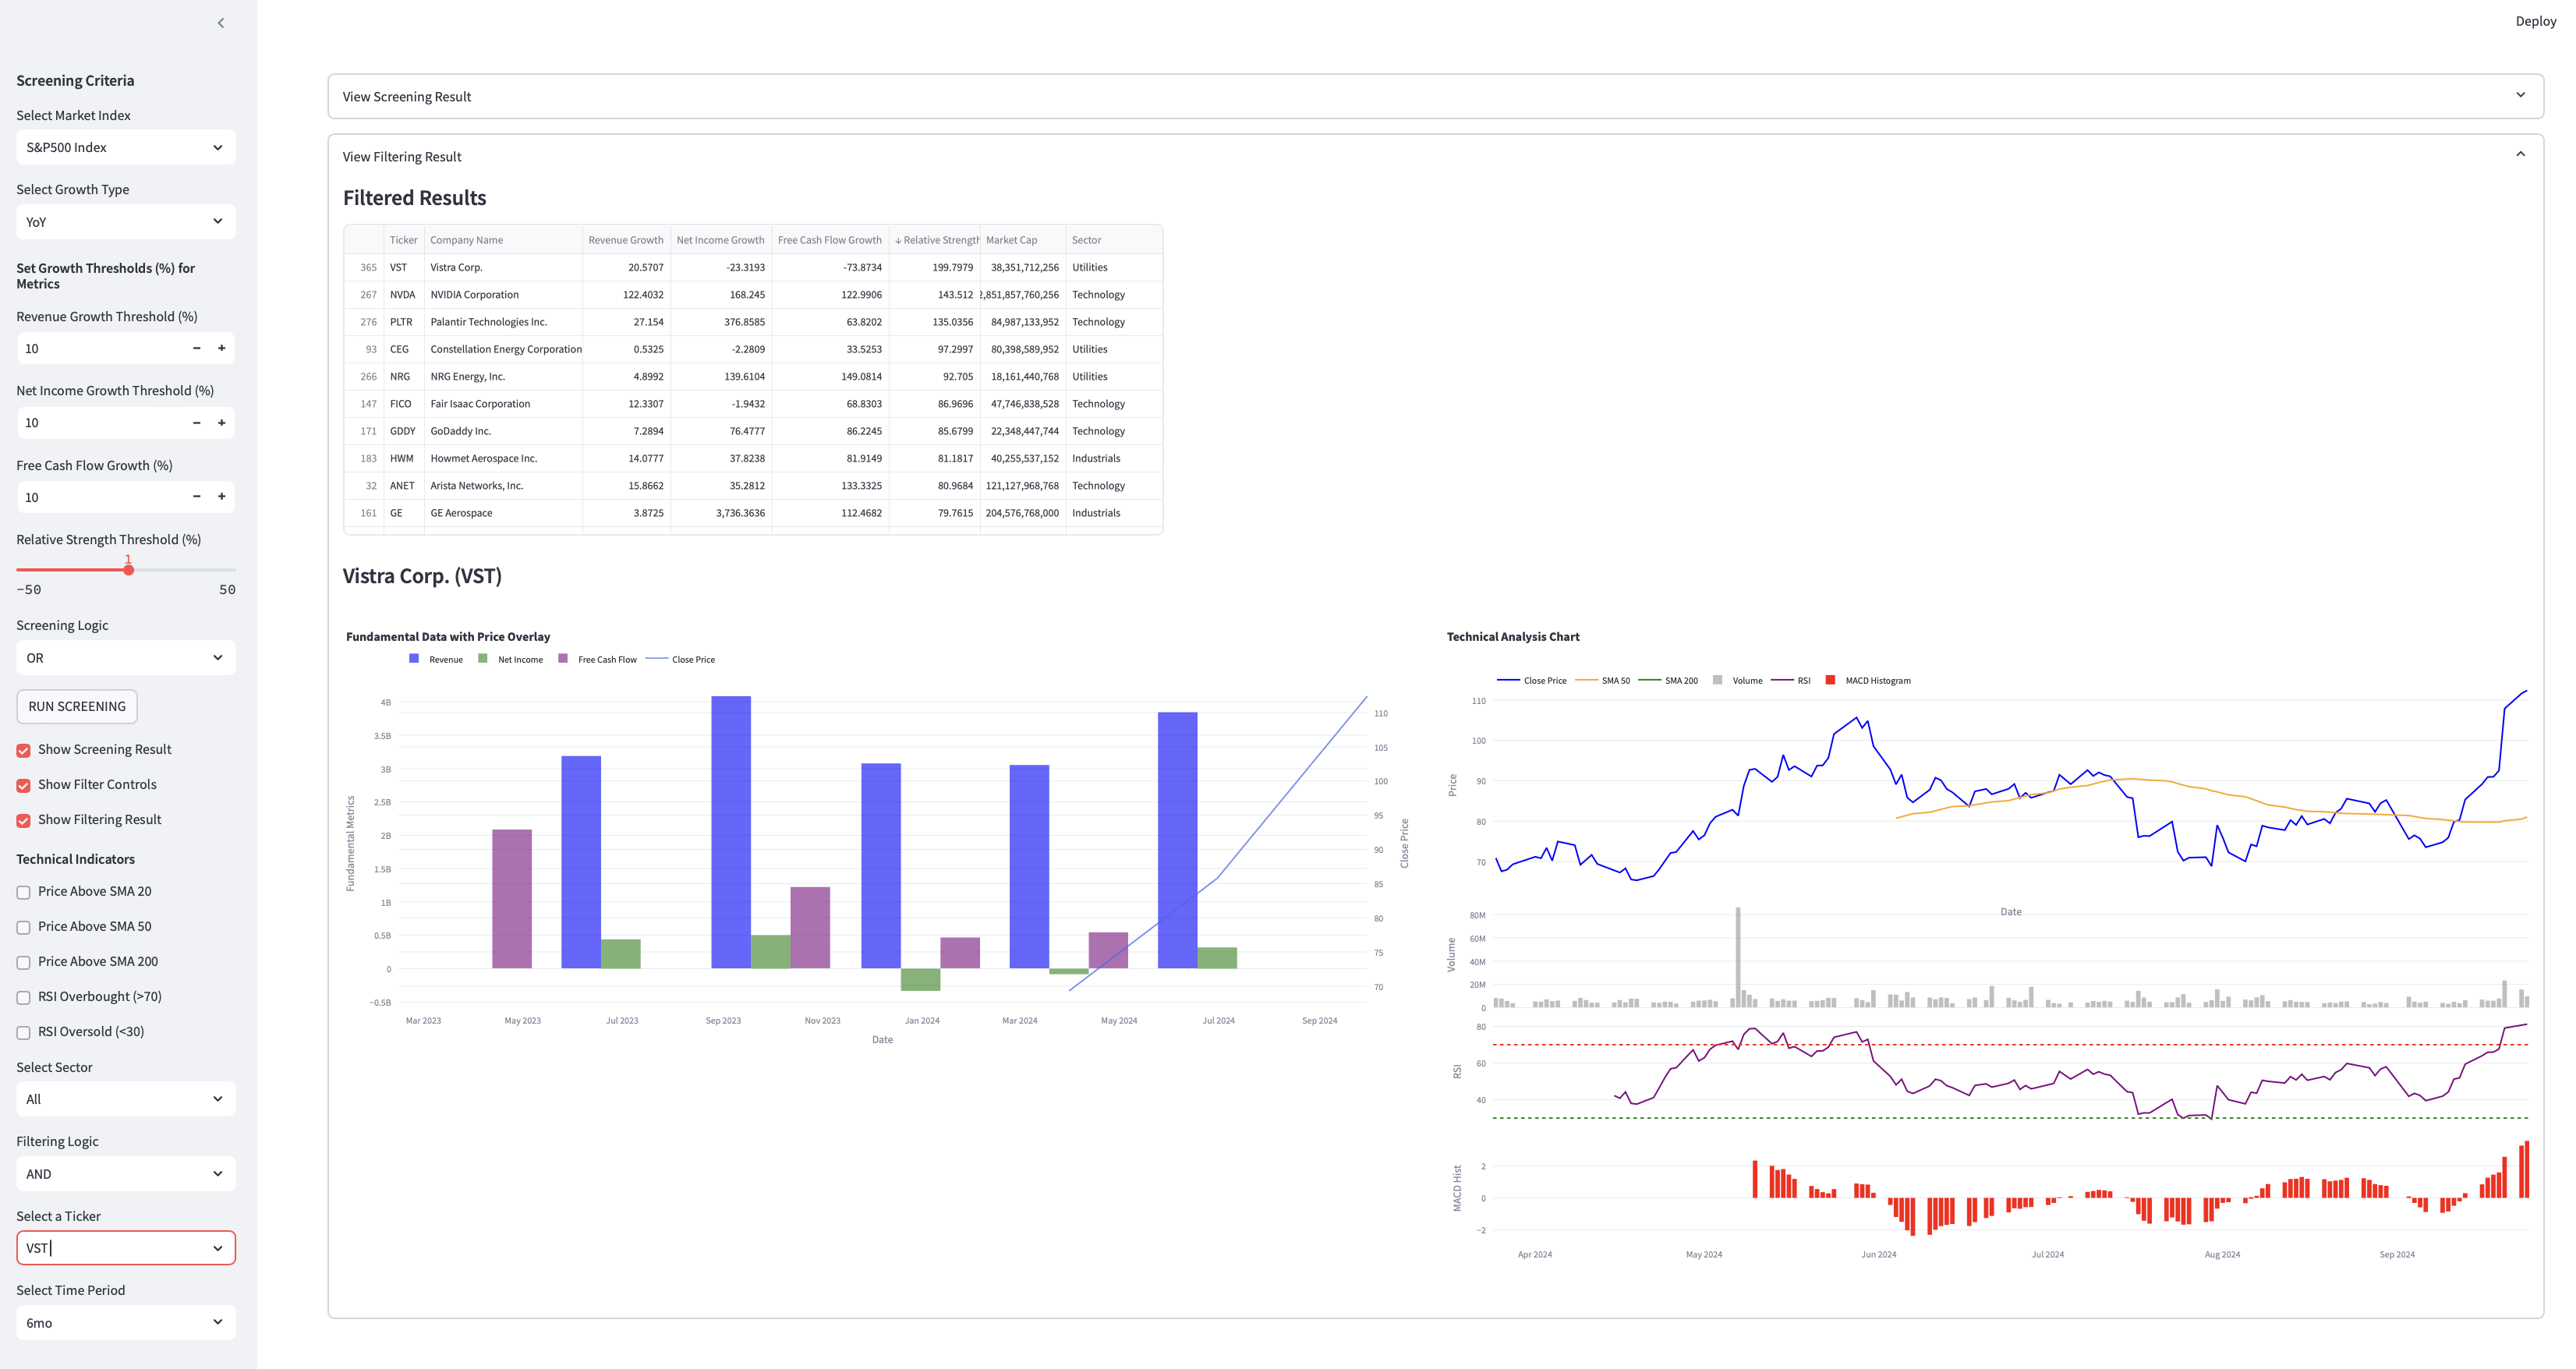 Deploy
Screening Criteria
Select Market Index
S&P500 Index
Select Growth Type
YoY
Set Growth Thresholds (%) for
Metrics
Revenue Growth Threshold (%)
10 − +
Net Income Growth Threshold (%)
10 − +
Free Cash Flow Growth (%)
10 − +
Relative Strength Threshold (%)
1
−50 50
Screening Logic
OR
RUN SCREENING
Show Screening Result
Show Filter Controls
Show Filtering Result
Technical Indicators
Price Above SMA 20
Price Above SMA 50
Price Above SMA 200
RSI Overbought (>70)
RSI Oversold (<30)
Select Sector
All
Filtering Logic
AND
Select a Ticker
VST
Select Time Period
6mo
View Screening Result
View Filtering Result
Filtered Results
Ticker Company Name Revenue Growth Net Income Growth Free Cash Flow Growth ↓ Relative Strength Market Cap Sector
365 VST Vistra Corp. 20.5707 -23.3193 -73.8734 199.7979 38,351,712,256 Utilities
267 NVDA NVIDIA Corporation 122.4032 168.245 122.9906 143.512 2,851,857,760,256 Technology
276 PLTR Palantir Technologies Inc. 27.154 376.8585 63.8202 135.0356 84,987,133,952 Technology
93 CEG Constellation Energy Corporation 0.5325 -2.2809 33.5253 97.2997 80,398,589,952 Utilities
266 NRG NRG Energy, Inc. 4.8992 139.6104 149.0814 92.705 18,161,440,768 Utilities
147 FICO Fair Isaac Corporation 12.3307 -1.9432 68.8303 86.9696 47,746,838,528 Technology
171 GDDY GoDaddy Inc. 7.2894 76.4777 86.2245 85.6799 22,348,447,744 Technology
183 HWM Howmet Aerospace Inc. 14.0777 37.8238 81.9149 81.1817 40,255,537,152 Industrials
32 ANET Arista Networks, Inc. 15.8662 35.2812 133.3325 80.9684 121,127,968,768 Technology
161 GE GE Aerospace 3.8725 3,736.3636 112.4682 79.7615 204,576,768,000 Industrials
Vistra Corp. (VST)
Fundamental Data with Price Overlay
Revenue Net Income Free Cash Flow Close Price
4B
3.5B
3B
2.5B
2B
1.5B
1B
0.5B
0
−0.5B
Fundamental Metrics
110
105
100
95
90
85
80
75
70
Close Price
Mar 2023 May 2023 Jul 2023 Sep 2023 Nov 2023 Jan 2024 Mar 2024 May 2024 Jul 2024 Sep 2024
Date
Technical Analysis Chart
Close Price SMA 50 SMA 200 Volume RSI MACD Histogram
110
100
90
80
70
Price
Date
80M
60M
40M
20M
0
Volume
80
60
40
RSI
2
0
−2
MACD Hist
Apr 2024 May 2024 Jun 2024 Jul 2024 Aug 2024 Sep 2024